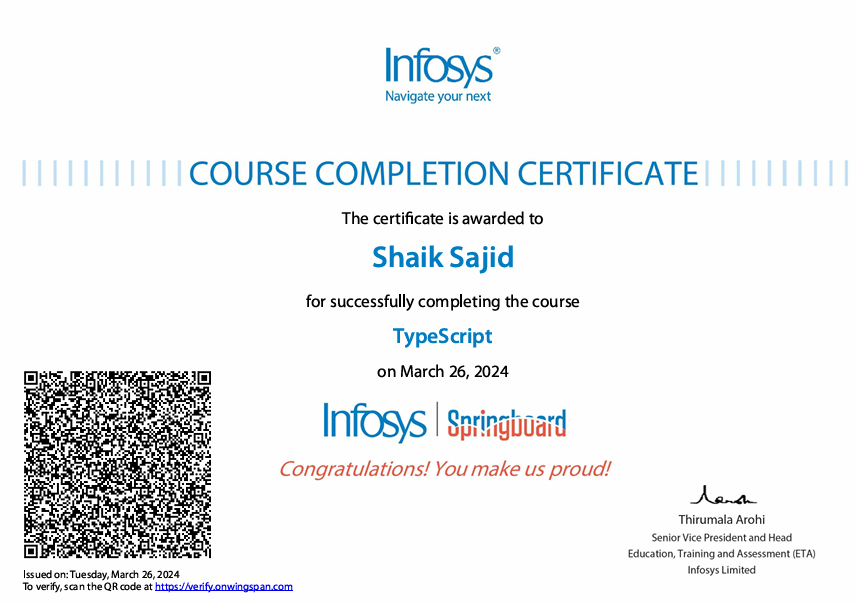 Infosys®
Navigate your next
COURSE COMPLETION CERTIFICATE
The certificate is awarded to
Shaik Sajid
for successfully completing the course
TypeScript
on March 26, 2024
Infosys | Springboard
Congratulations! You make us proud!
Thirumala Arohi
Senior Vice President and Head
Education, Training and Assessment (ETA)
Infosys Limited
Issued on: Tuesday, March 26, 2024
To verify, scan the QR code at https://verify.onwingspan.com